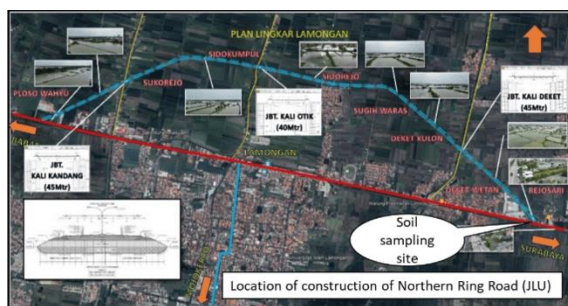 PLAN LINGKAR LAMONGAN
SIDOKUMPUL
SUKOREJO
SIDOREJO
PLOSO WAHYU
SUGIH WARAS
JBT. KALI OTIK
(40Mtr)
JBT. KALI DEKET
(45Mtr)
DEKET KULON
JBT.
KALI KANDANG
(45Mtr)
LAMONGAN
DEKET WETAN
REJOSARI
Soil
sampling
site
SURABAYA
Location of construction of Northern Ring Road (JLU)